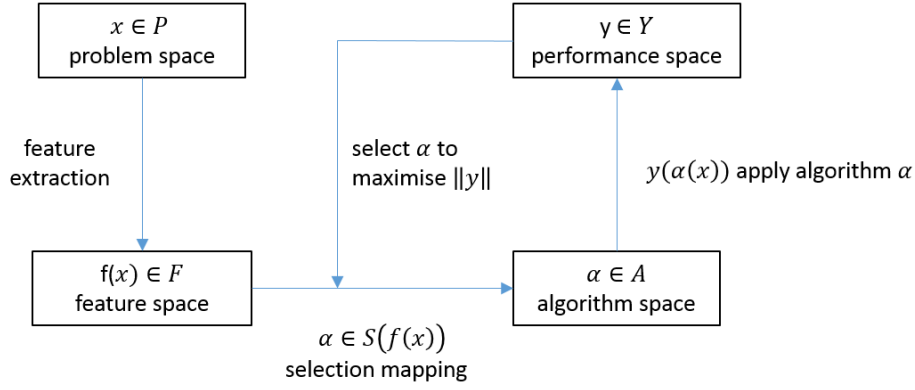 x ∈ P
problem space
y ∈ Y
performance space
feature
extraction
select α to
maximise ‖y‖
y(α(x)) apply algorithm α
f(x) ∈ F
feature space
α ∈ A
algorithm space
α ∈ S(f(x))
selection mapping